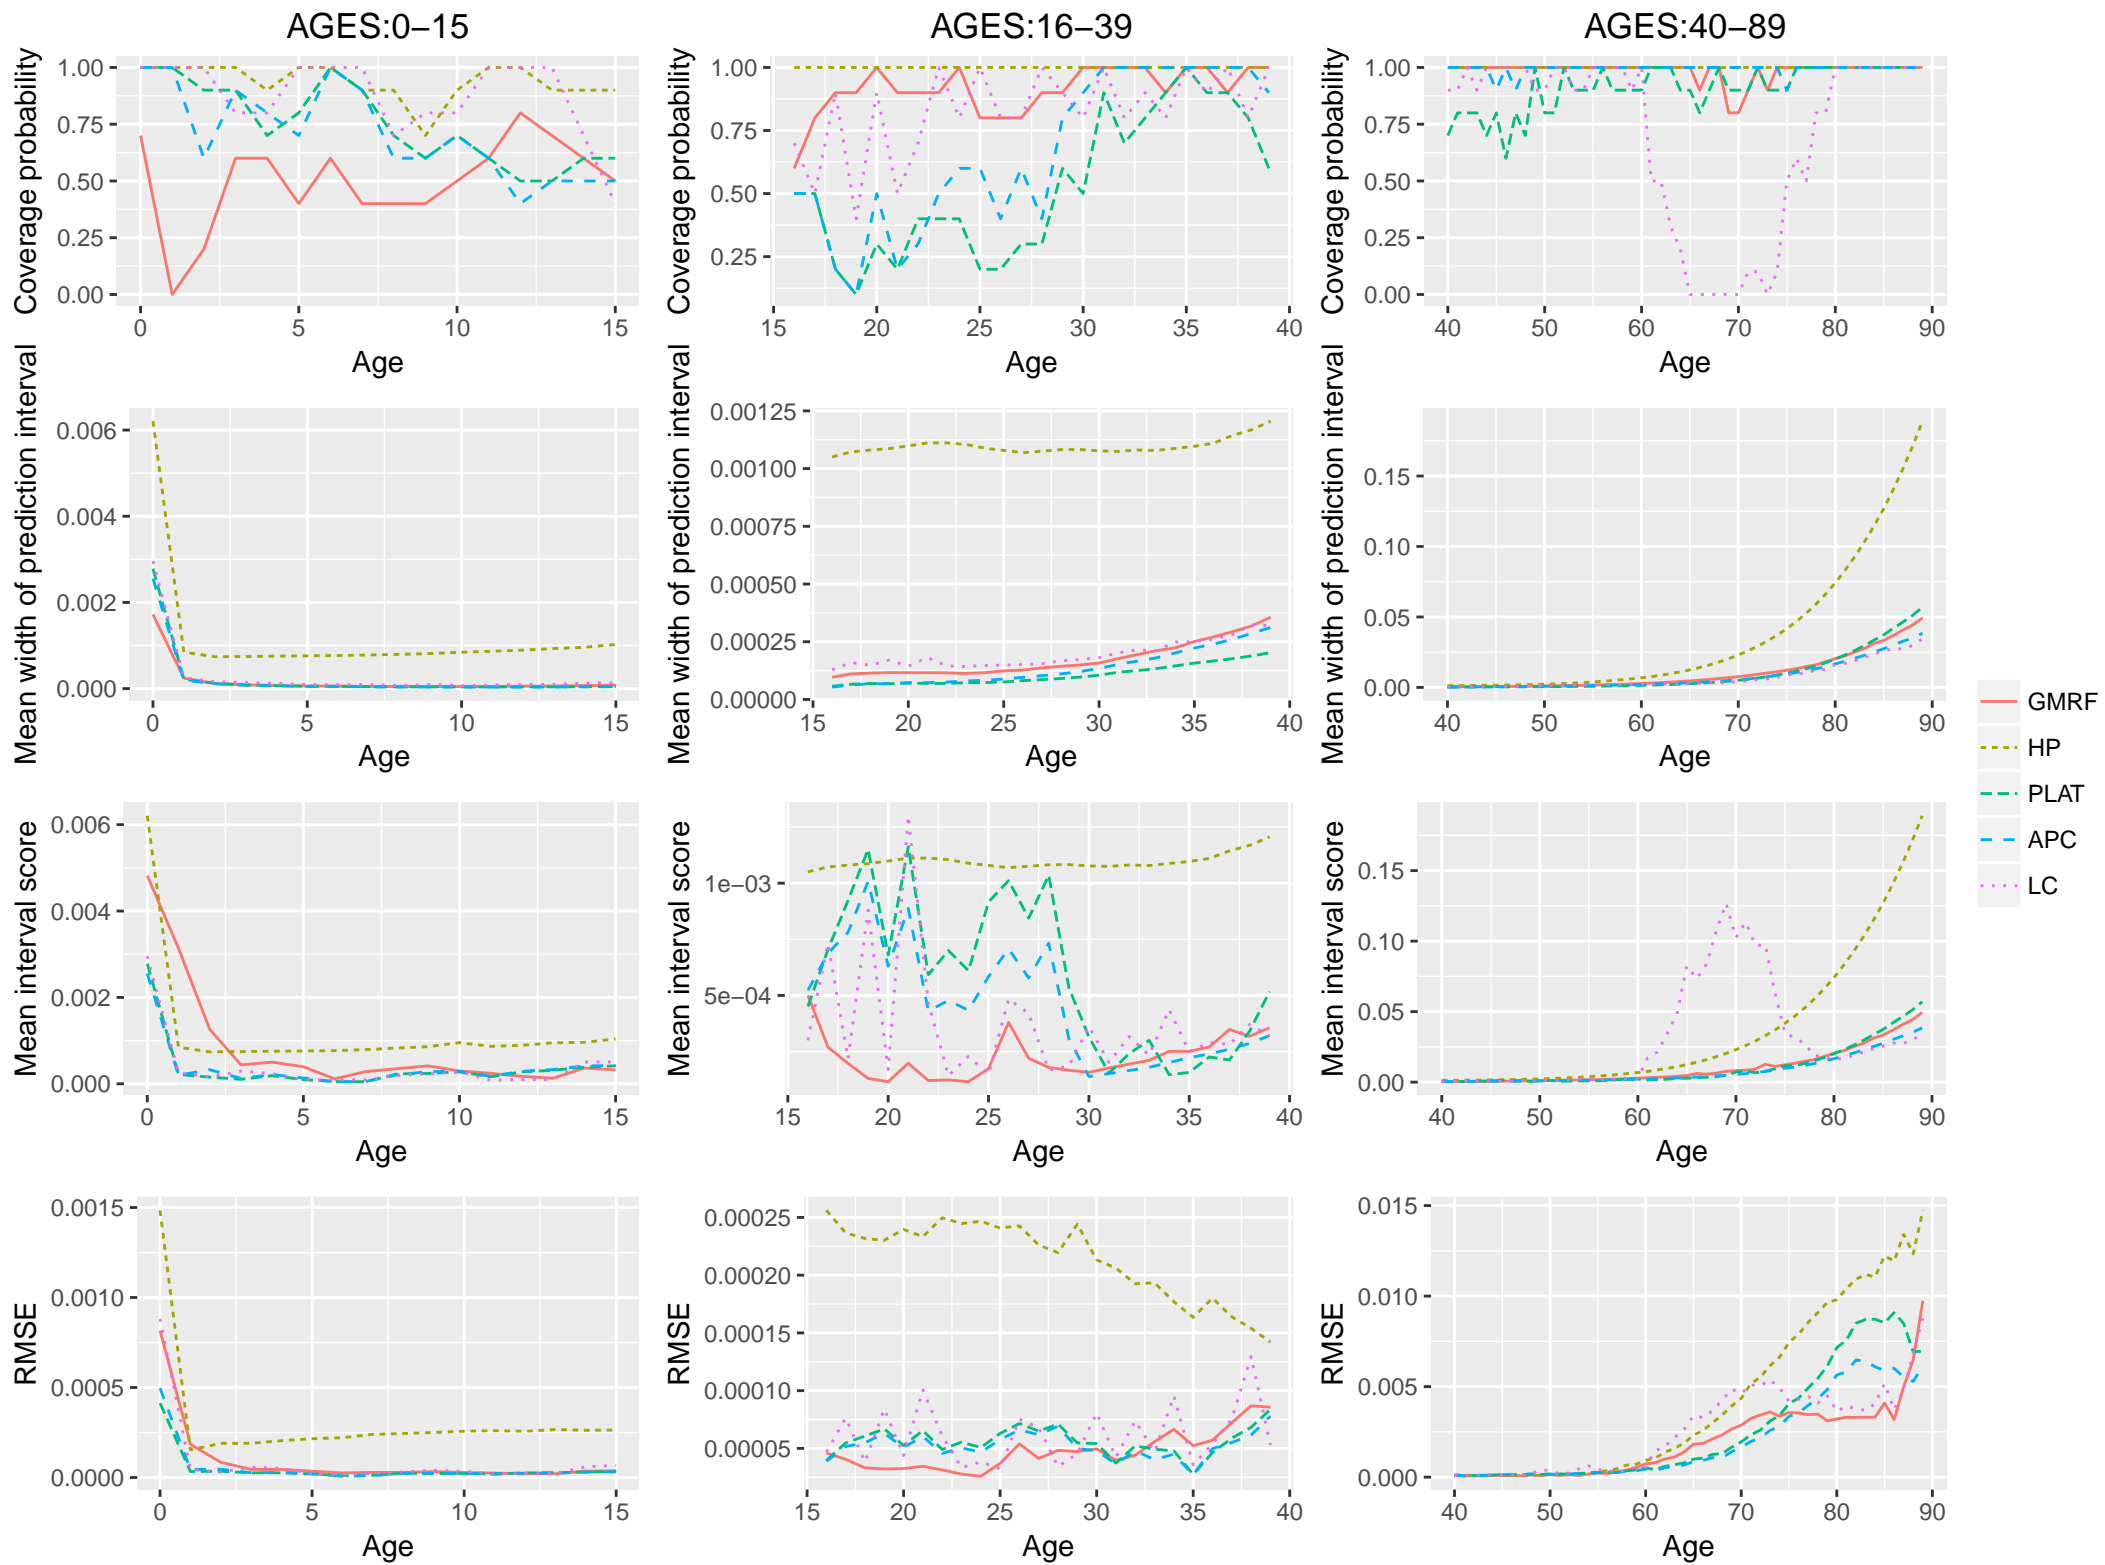 AGES:0–15 AGES:16–39 AGES:40–89
Coverage probability
1.00
0.75
0.50
0.25
0.00
0 5 10 15
Age
Coverage probability
1.00
0.75
0.50
0.25
15 20 25 30 35 40
Age
Coverage probability
1.00
0.75
0.50
0.25
0.00
40 50 60 70 80 90
Age
Mean width of prediction interval
0.006
0.004
0.002
0.000
0 5 10 15
Age
Mean width of prediction interval
0.00125
0.00100
0.00075
0.00050
0.00025
0.00000
15 20 25 30 35 40
Age
Mean width of prediction interval
0.15
0.10
0.05
0.00
40 50 60 70 80 90
Age
GMRF
HP
PLAT
APC
LC
Mean interval score
0.006
0.004
0.002
0.000
0 5 10 15
Age
Mean interval score
1e−03
5e−04
15 20 25 30 35 40
Age
Mean interval score
0.15
0.10
0.05
0.00
40 50 60 70 80 90
Age
RMSE
0.0015
0.0010
0.0005
0.0000
0 5 10 15
Age
RMSE
0.00025
0.00020
0.00015
0.00010
0.00005
15 20 25 30 35 40
Age
RMSE
0.015
0.010
0.005
0.000
40 50 60 70 80 90
Age